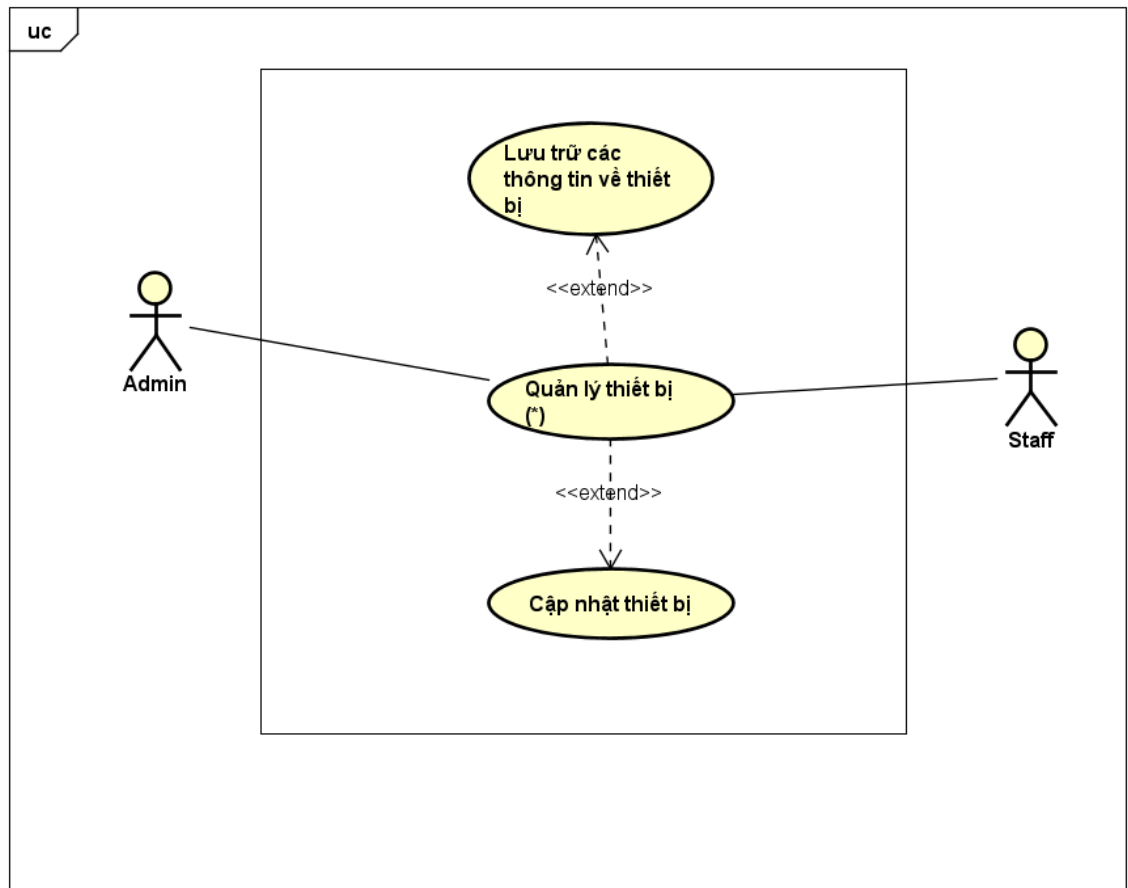 uc
Lưu trữ các
thông tin về thiết
bị
<<extend>>
Admin
Quản lý thiết bị
(*)
Staff
<<extend>>
Cập nhật thiết bị